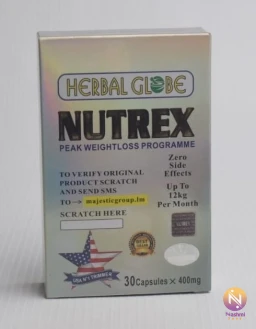 HERBAL GLOBE
NUTREX
PEAK WEIGHTLOSS PROGRAMME
Zero
Side
Effects
TO VERIFY ORIGINAL
PRODUCT SCRATCH
AND SEND SMS
TO → majesticgroup.lm
SCRATCH HERE
Up To
12kg
Per Month
30Capsules × 400mg